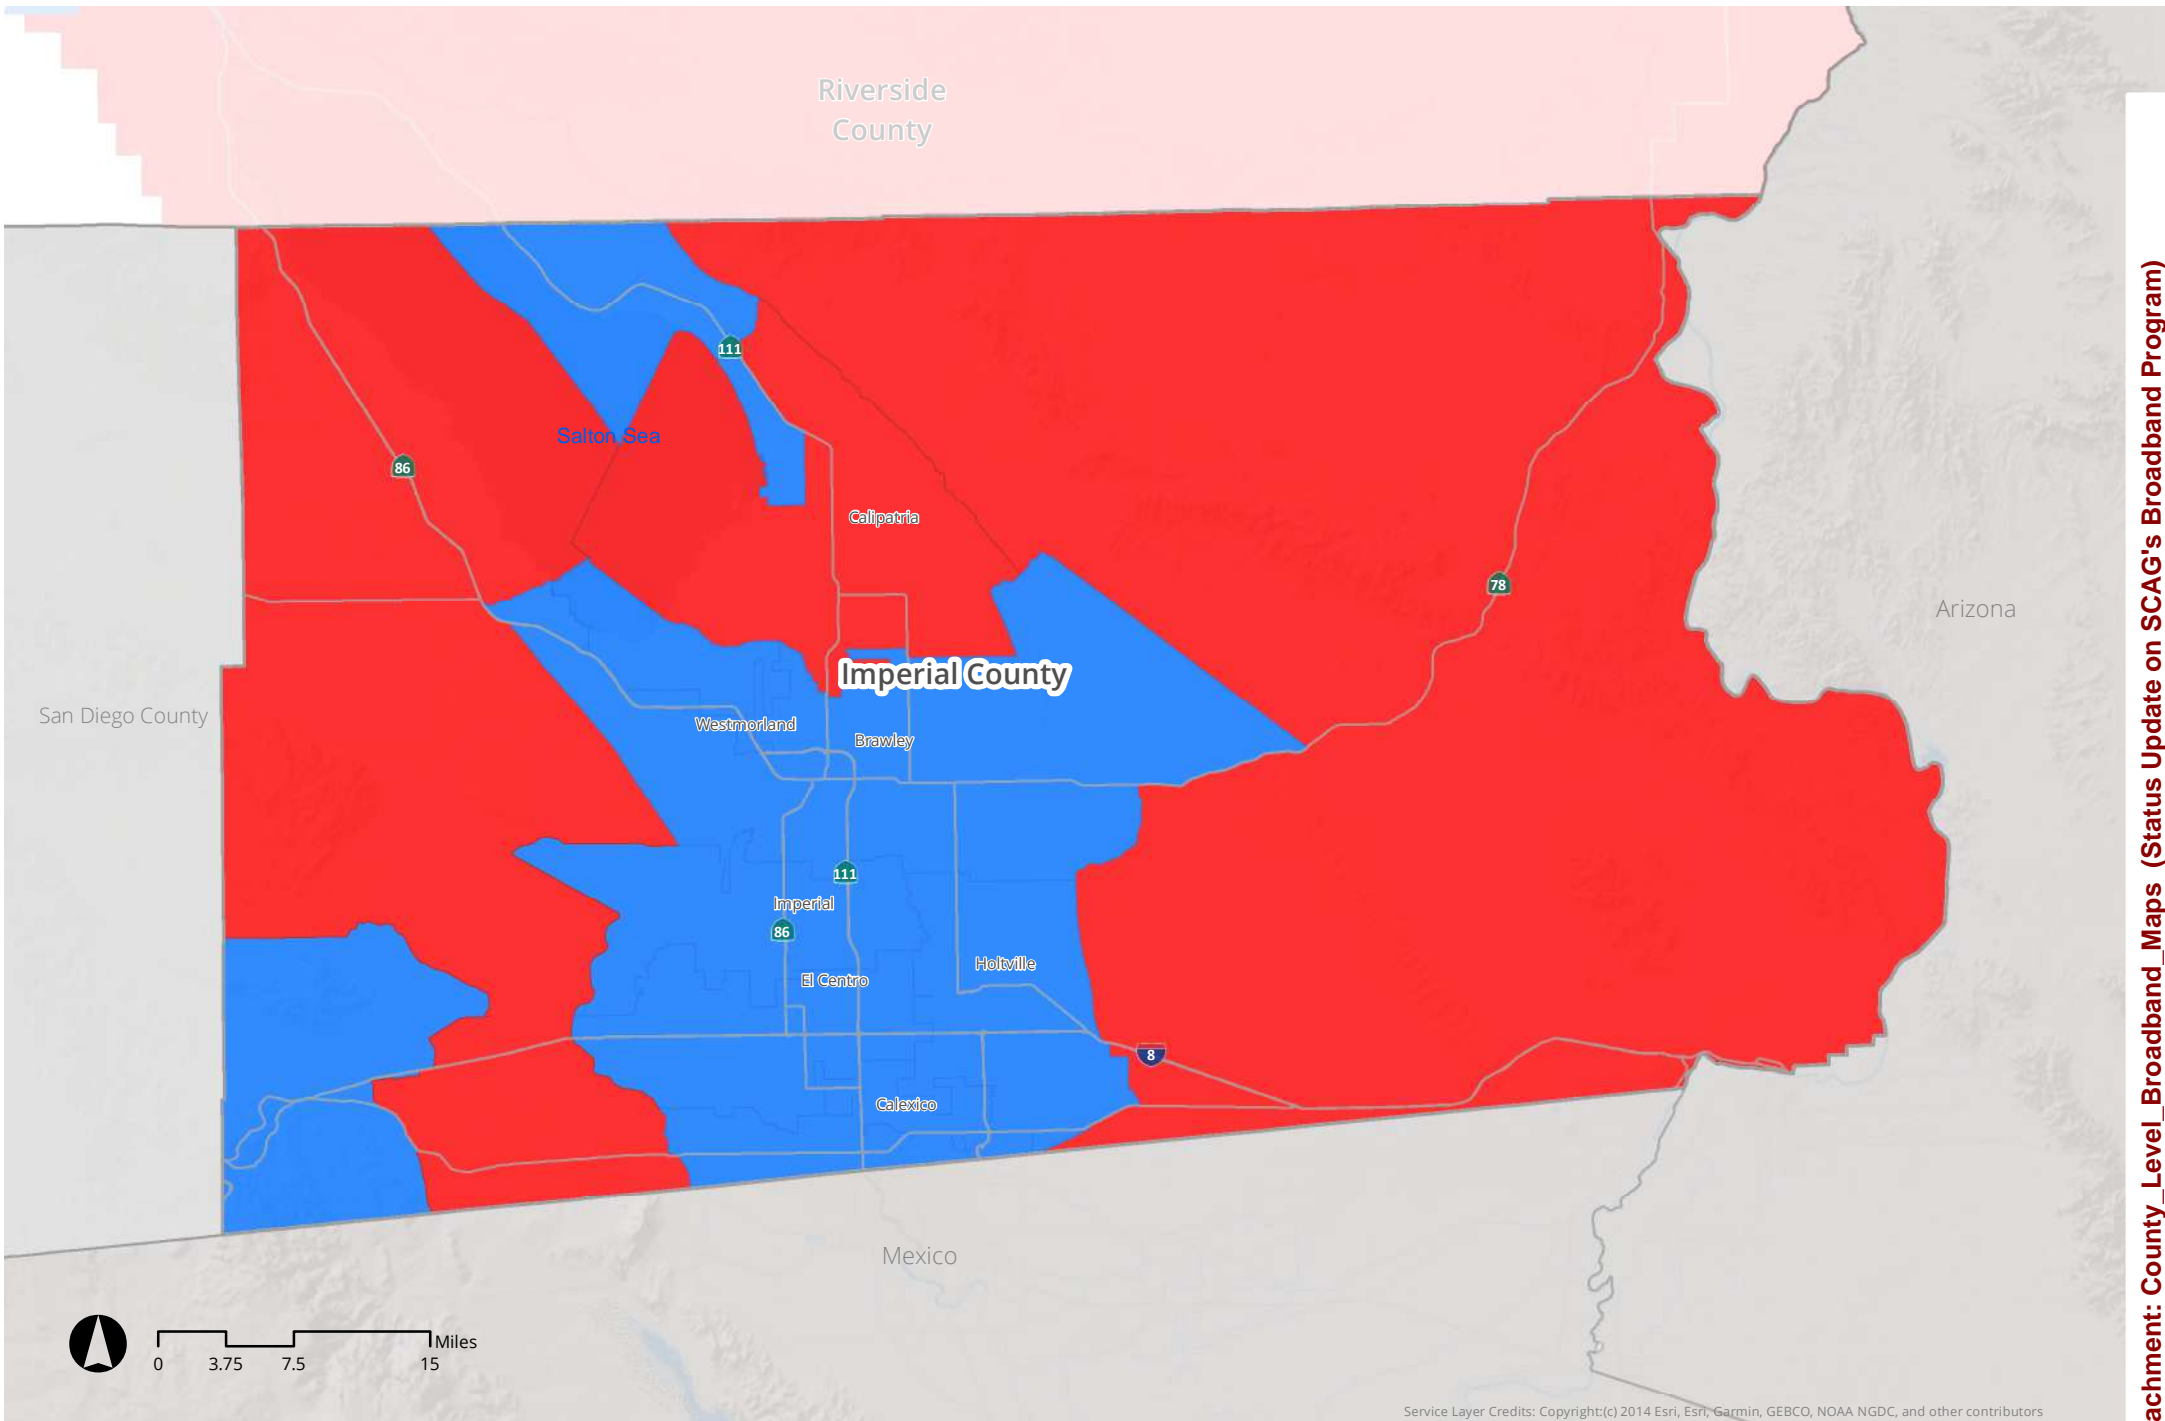 Riverside
County
111
Salton Sea
86
Calipatria
78
Arizona
Imperial County
San Diego County
Westmorland
Brawley
111
Imperial
86
Holtville
El Centro
8
Calexico
Mexico
Miles
0 3.75 7.5 15
Service Layer Credits: Copyright:(c) 2014 Esri, Esri, Garmin, GEBCO, NOAA NGDC, and other contributors
achment: County_Level_Broadband_Maps (Status Update on SCAG's Broadband Program)